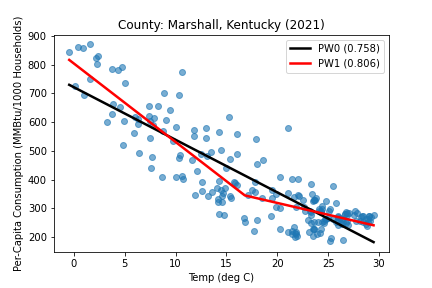 County: Marshall, Kentucky (2021)
Per-Capita Consumption (MMBtu/1000 Households)
900
800
700
600
500
400
300
200
PW0 (0.758)
PW1 (0.806)
0 5 10 15 20 25 30
Temp (deg C)